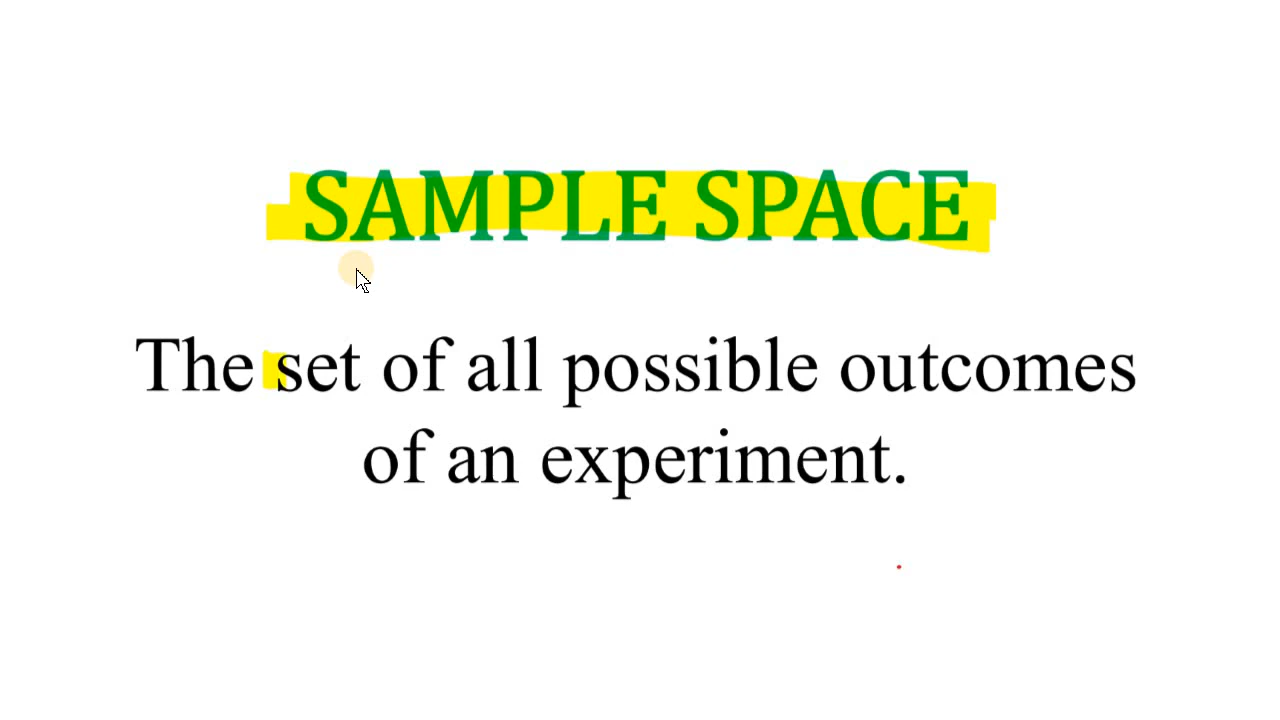 SAMPLE SPACE
The set of all possible outcomes
of an experiment.